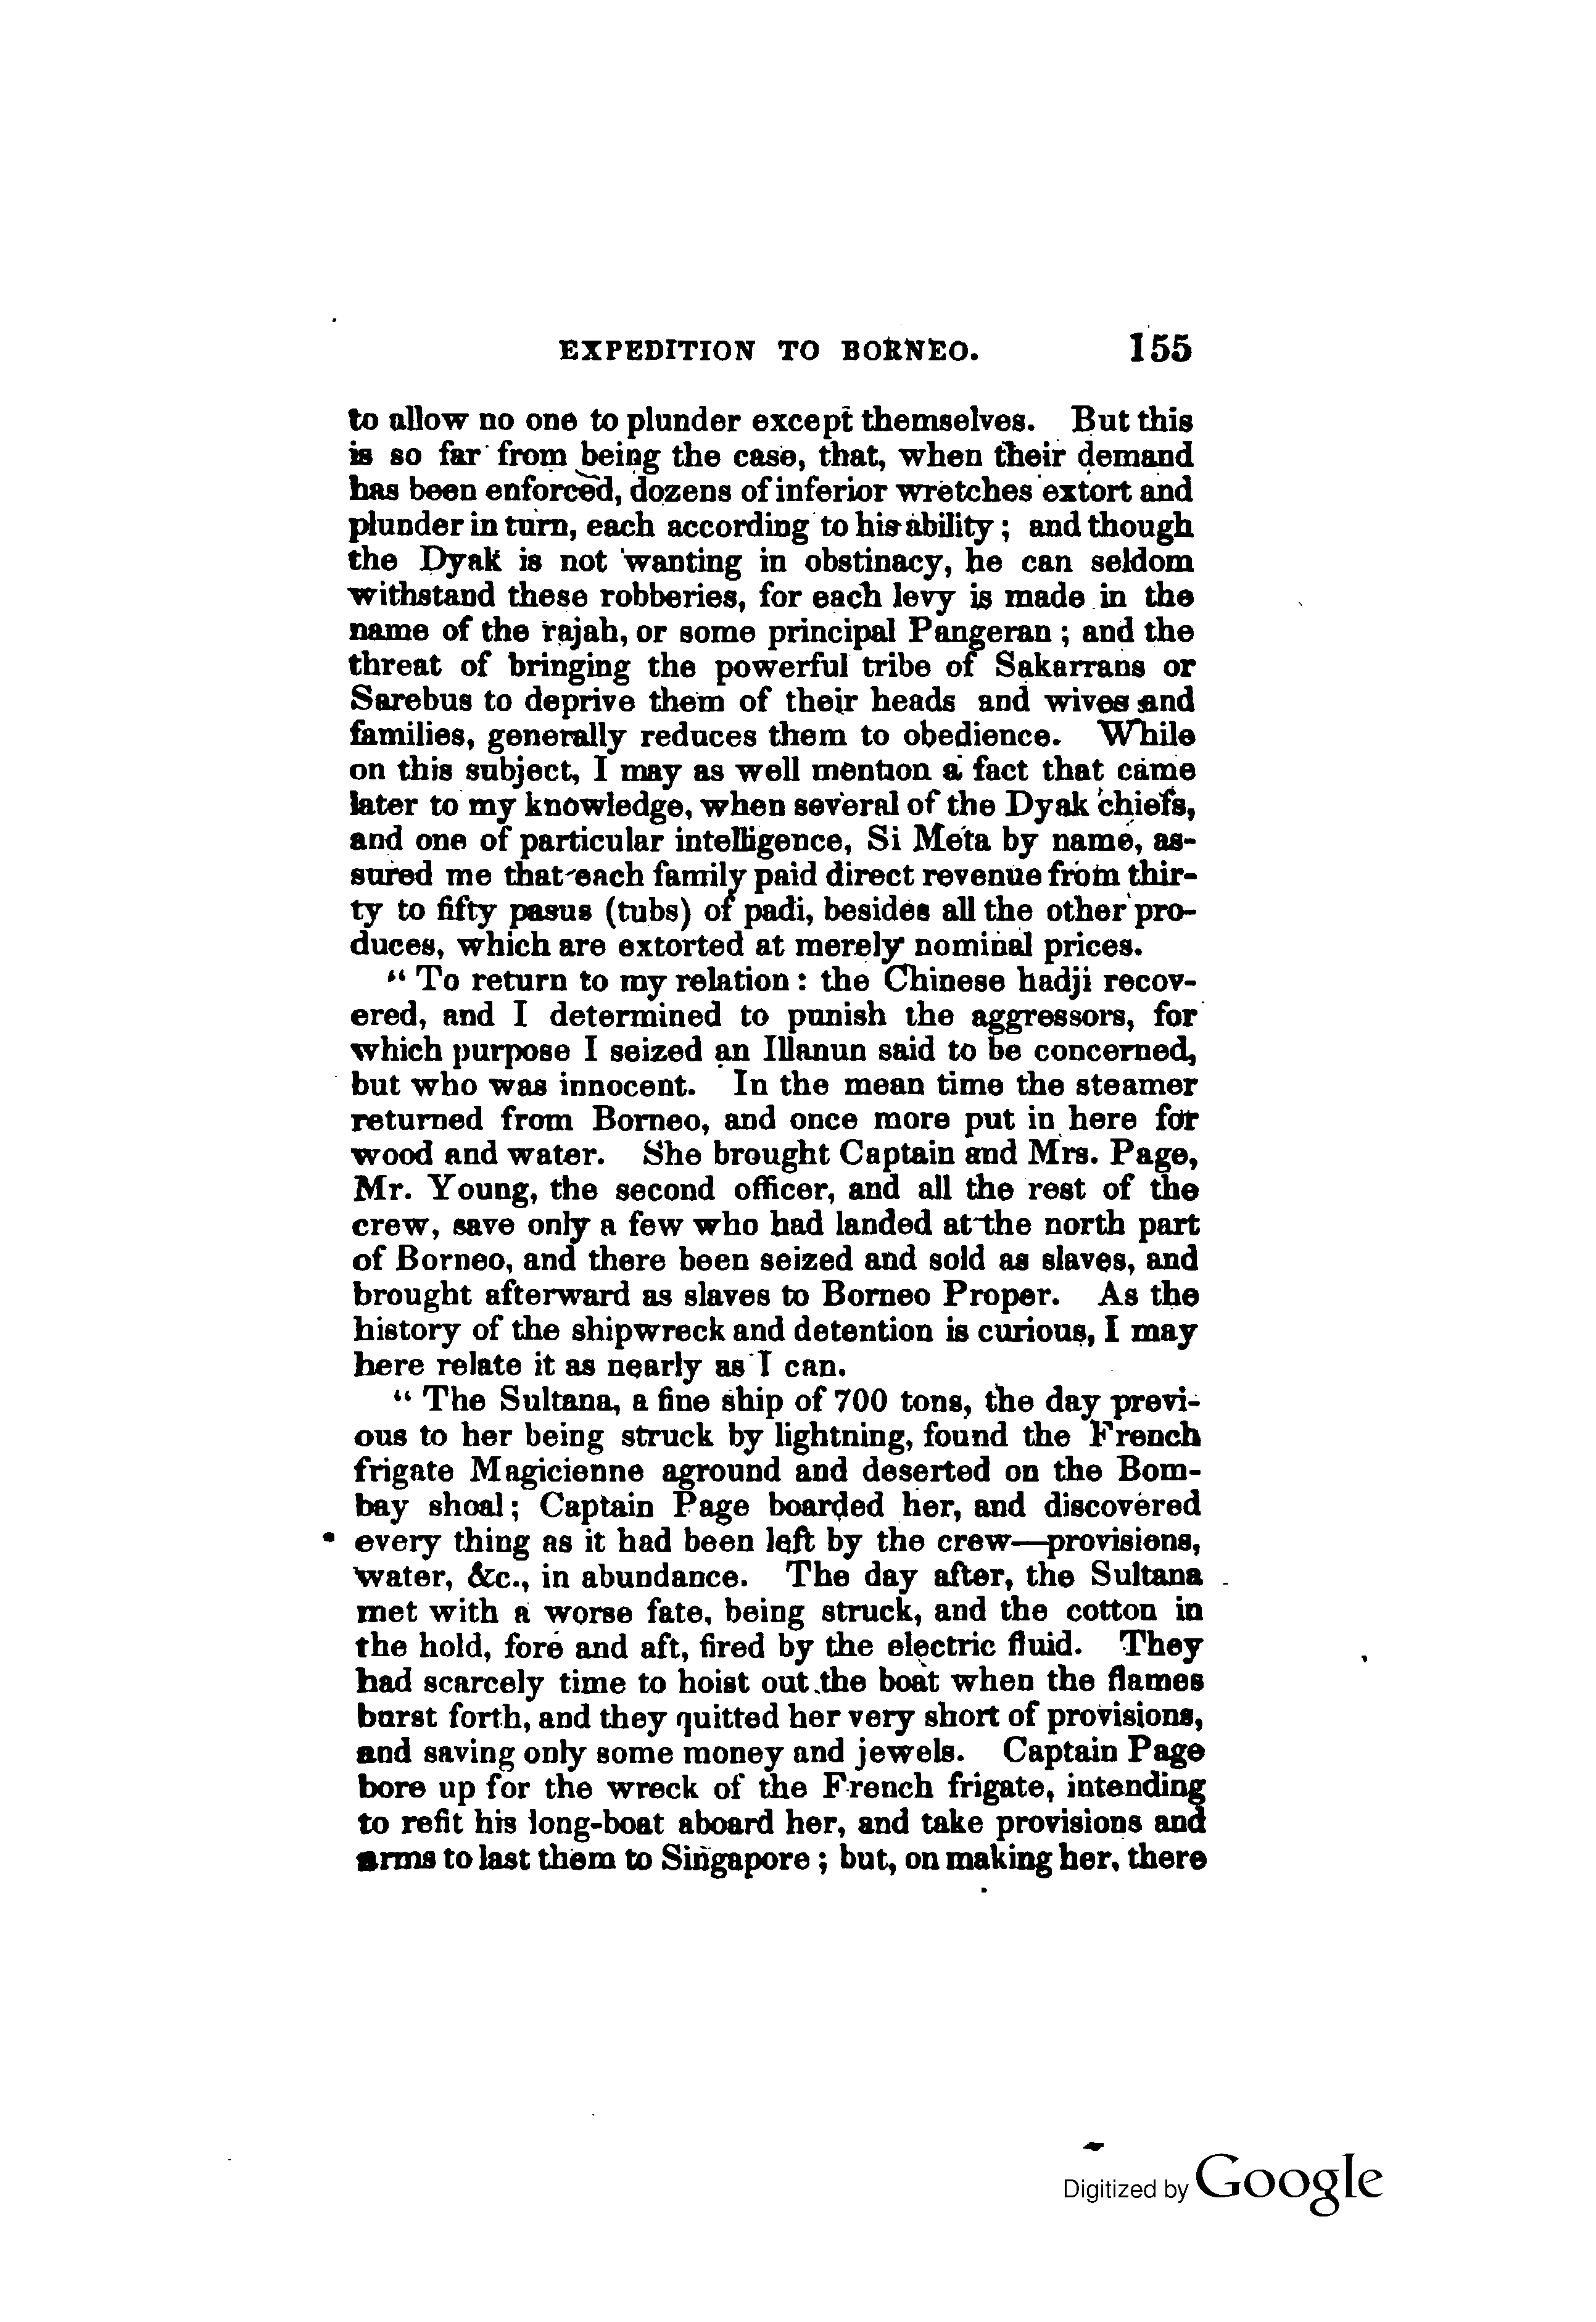 EXPEDITION TO BORNEO. 155
to allow no one to plunder except themselves. But this
is so far from being the case, that, when their demand
has been enforced, dozens of inferior wretches extort and
plunder in turn, each according to his ability; and though
the Dyak is not wanting in obstinacy, he can seldom
withstand these robberies, for each levy is made in the
name of the rajah, or some principal Pangeran; and the
threat of bringing the powerful tribe of Sakarrans or
Sarebus to deprive them of their heads and wives and
families, generally reduces them to obedience. While
on this subject, I may as well mention a fact that came
later to my knowledge, when several of the Dyak chiefs,
and one of particular intelligence, Si Meta by name, as-
sured me that each family paid direct revenue from thir-
ty to fifty pasus (tubs) of padi, besides all the other pro-
duces, which are extorted at merely nominal prices.
“To return to my relation: the Chinese hadji recov-
ered, and I determined to punish the aggressors, for
which purpose I seized an Illanun said to be concerned,
but who was innocent. In the mean time the steamer
returned from Borneo, and once more put in here for
wood and water. She brought Captain and Mrs. Page,
Mr. Young, the second officer, and all the rest of the
crew, save only a few who had landed at the north part
of Borneo, and there been seized and sold as slaves, and
brought afterward as slaves to Borneo Proper. As the
history of the shipwreck and detention is curious, I may
here relate it as nearly as I can.
“The Sultana, a fine ship of 700 tons, the day previ-
ous to her being struck by lightning, found the French
frigate Magicienne aground and deserted on the Bom-
bay shoal; Captain Page boarded her, and discovered
every thing as it had been left by the crew—provisions,
water, &c., in abundance. The day after, the Sultana
met with a worse fate, being struck, and the cotton in
the hold, fore and aft, fired by the electric fluid. They
had scarcely time to hoist out the boat when the flames
burst forth, and they quitted her very short of provisions,
and saving only some money and jewels. Captain Page
bore up for the wreck of the French frigate, intending
to refit his long-boat aboard her, and take provisions and
arms to last them to Singapore; but, on making her, there
Digitized by Google